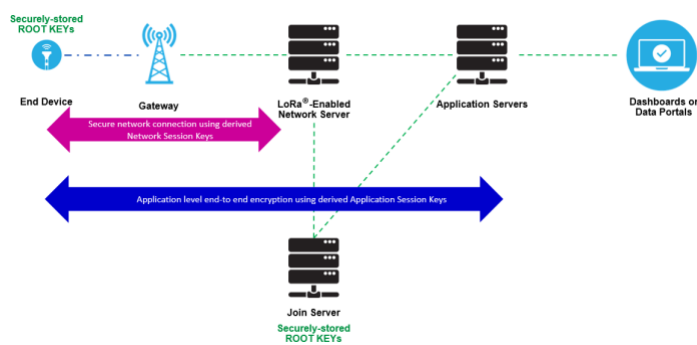 Securely-stored
ROOT KEYs
End Device
Gateway
LoRa®-Enabled
Network Server
Application Servers
Dashboards or
Data Portals
Secure network connection using derived
Network Session Keys
Application level end-to end encryption using derived Application Session Keys
Join Server
Securely-stored
ROOT KEYs